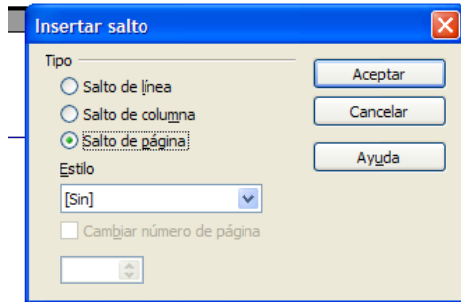 Insertar salto
Tipo
Salto de línea
Salto de columna
Salto de página
Estilo
[Sin]
Cambiar número de página
Aceptar
Cancelar
Ayuda